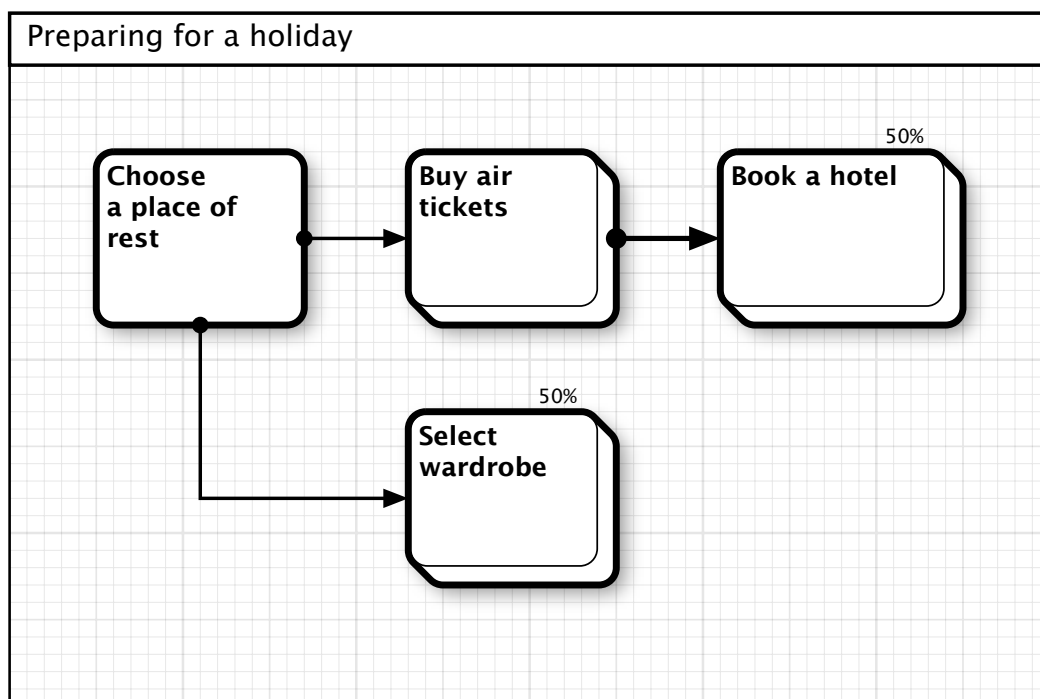 Preparing for a holiday
Choose
a place of
rest
Buy air
tickets
50%
Book a hotel
50%
Select
wardrobe